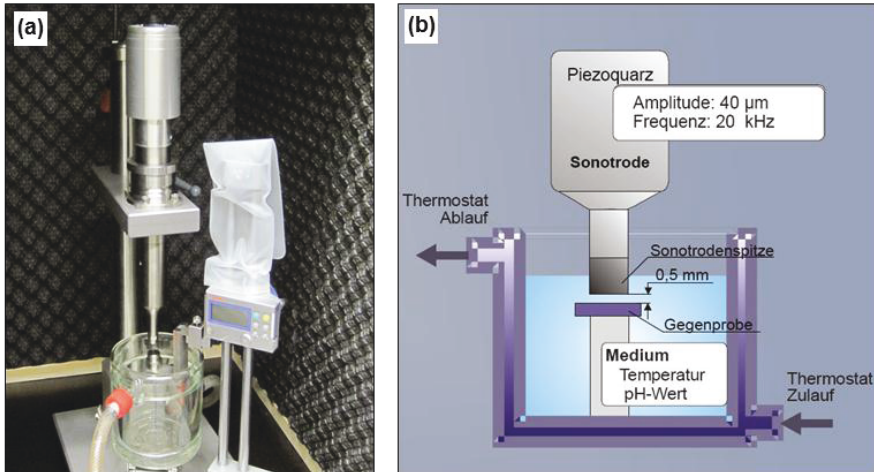 (a)
(b)
Piezoquarz
Amplitude: 40 µm
Frequenz: 20 kHz
Sonotrode
Thermostat
Ablauf
Sonotrodenspitze
0,5 mm
Gegenprobe
Medium
Temperatur
pH-Wert
Thermostat
Zulauf